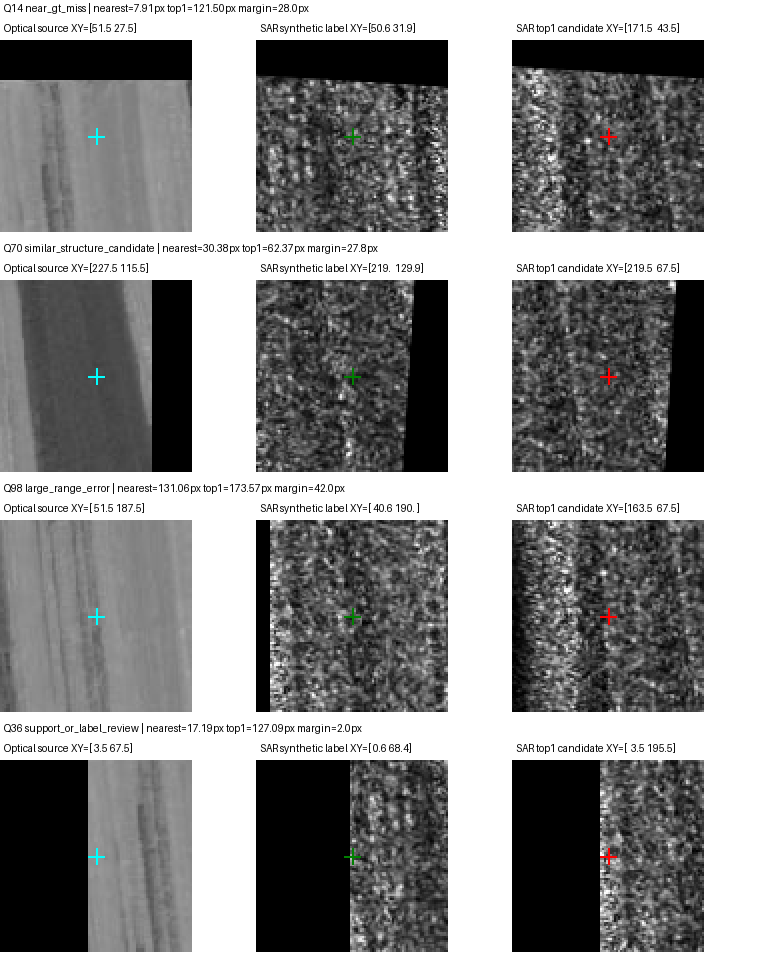 Q14 near_gt_miss | nearest=7.91px top1=121.50px margin=28.0px
Optical source XY=[51.5 27.5]
SAR synthetic label XY=[50.6 31.9]
SAR top1 candidate XY=[171.5 43.5]
Q70 similar_structure_candidate | nearest=30.38px top1=62.37px margin=27.8px
Optical source XY=[227.5 115.5]
SAR synthetic label XY=[219. 129.9]
SAR top1 candidate XY=[219.5 67.5]
Q98 large_range_error | nearest=131.06px top1=173.57px margin=42.0px
Optical source XY=[ 51.5 187.5]
SAR synthetic label XY=[ 40.6 190. ]
SAR top1 candidate XY=[163.5 67.5]
Q36 support_or_label_review | nearest=17.19px top1=127.09px margin=2.0px
Optical source XY=[ 3.5 67.5]
SAR synthetic label XY=[ 0.6 68.4]
SAR top1 candidate XY=[ 3.5 195.5]